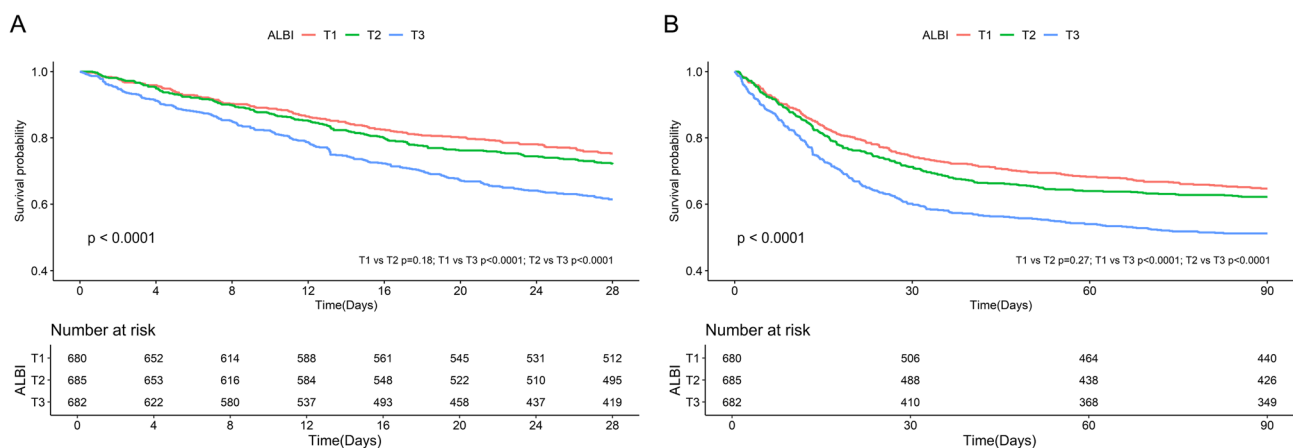 A
ALBI T1 T2 T3
1.0
0.8
0.6
0.4
Survival probability
p < 0.0001
T1 vs T2 p=0.18; T1 vs T3 p<0.0001; T2 vs T3 p<0.0001
0 4 8 12 16 20 24 28
Time(Days)
Number at risk
ALBI
T1 680 652 614 588 561 545 531 512
T2 685 653 616 584 548 522 510 495
T3 682 622 580 537 493 458 437 419
0 4 8 12 16 20 24 28
Time(Days)
B
ALBI T1 T2 T3
1.0
0.8
0.6
0.4
Survival probability
p < 0.0001
T1 vs T2 p=0.27; T1 vs T3 p<0.0001; T2 vs T3 p<0.0001
0 30 60 90
Time(Days)
Number at risk
ALBI
T1 680 506 464 440
T2 685 488 438 426
T3 682 410 368 349
0 30 60 90
Time(Days)